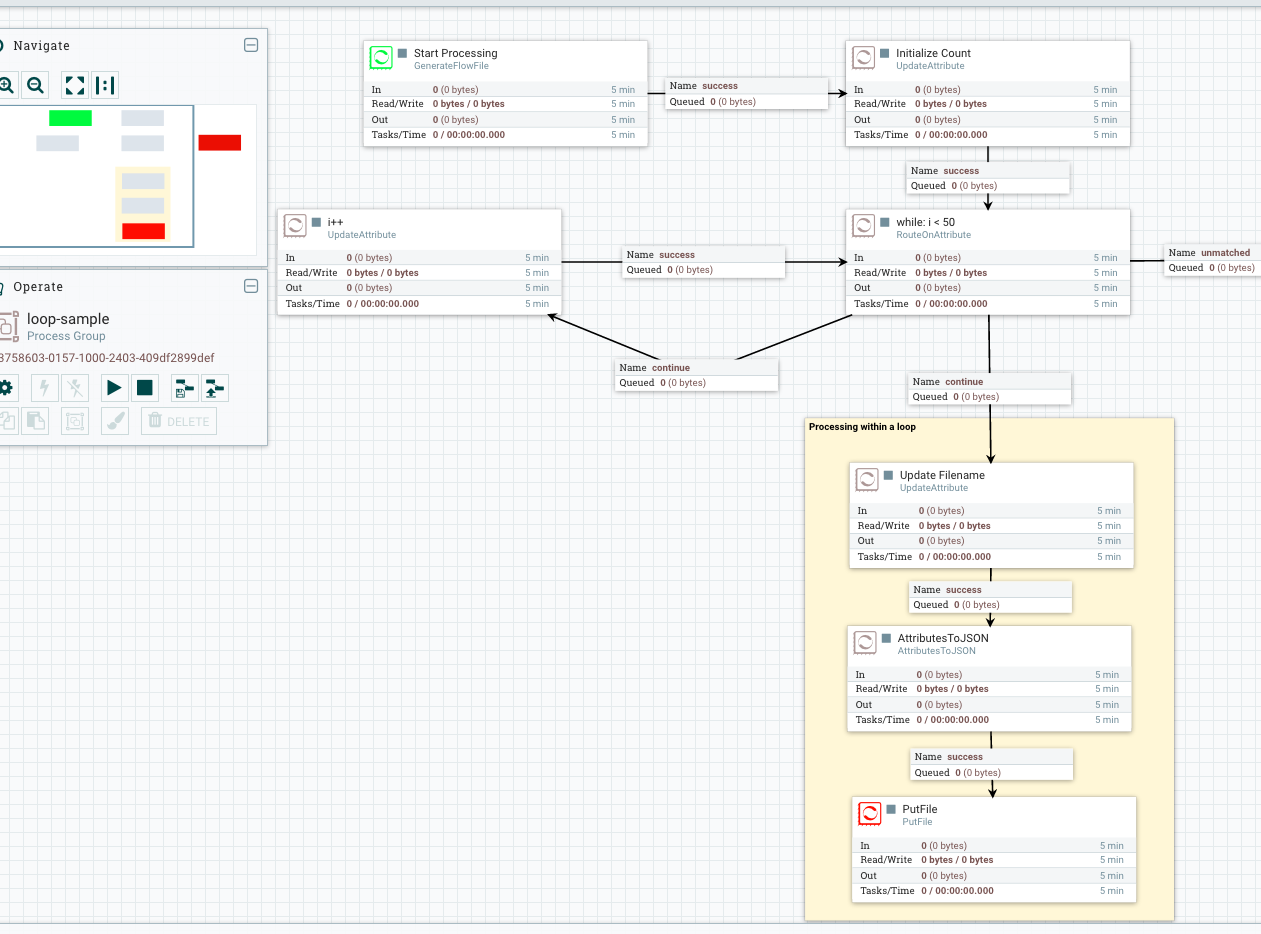 Navigate
Operate
loop-sample
Process Group
3758603-0157-1000-2403-409df2899def
DELETE
Start Processing
GenerateFlowFile
In 0 (0 bytes) 5 min
Read/Write 0 bytes / 0 bytes 5 min
Out 0 (0 bytes) 5 min
Tasks/Time 0 / 00:00:00.000 5 min
Name success
Queued 0 (0 bytes)
Initialize Count
UpdateAttribute
In 0 (0 bytes) 5 min
Read/Write 0 bytes / 0 bytes 5 min
Out 0 (0 bytes) 5 min
Tasks/Time 0 / 00:00:00.000 5 min
Name success
Queued 0 (0 bytes)
i++
UpdateAttribute
In 0 (0 bytes) 5 min
Read/Write 0 bytes / 0 bytes 5 min
Out 0 (0 bytes) 5 min
Tasks/Time 0 / 00:00:00.000 5 min
Name success
Queued 0 (0 bytes)
while: i < 50
RouteOnAttribute
In 0 (0 bytes) 5 min
Read/Write 0 bytes / 0 bytes 5 min
Out 0 (0 bytes) 5 min
Tasks/Time 0 / 00:00:00.000 5 min
Name unmatched
Queued 0 (0 bytes)
Name continue
Queued 0 (0 bytes)
Name continue
Queued 0 (0 bytes)
Processing within a loop
Update Filename
UpdateAttribute
In 0 (0 bytes) 5 min
Read/Write 0 bytes / 0 bytes 5 min
Out 0 (0 bytes) 5 min
Tasks/Time 0 / 00:00:00.000 5 min
Name success
Queued 0 (0 bytes)
AttributesToJSON
AttributesToJSON
In 0 (0 bytes) 5 min
Read/Write 0 bytes / 0 bytes 5 min
Out 0 (0 bytes) 5 min
Tasks/Time 0 / 00:00:00.000 5 min
Name success
Queued 0 (0 bytes)
PutFile
PutFile
In 0 (0 bytes) 5 min
Read/Write 0 bytes / 0 bytes 5 min
Out 0 (0 bytes) 5 min
Tasks/Time 0 / 00:00:00.000 5 min